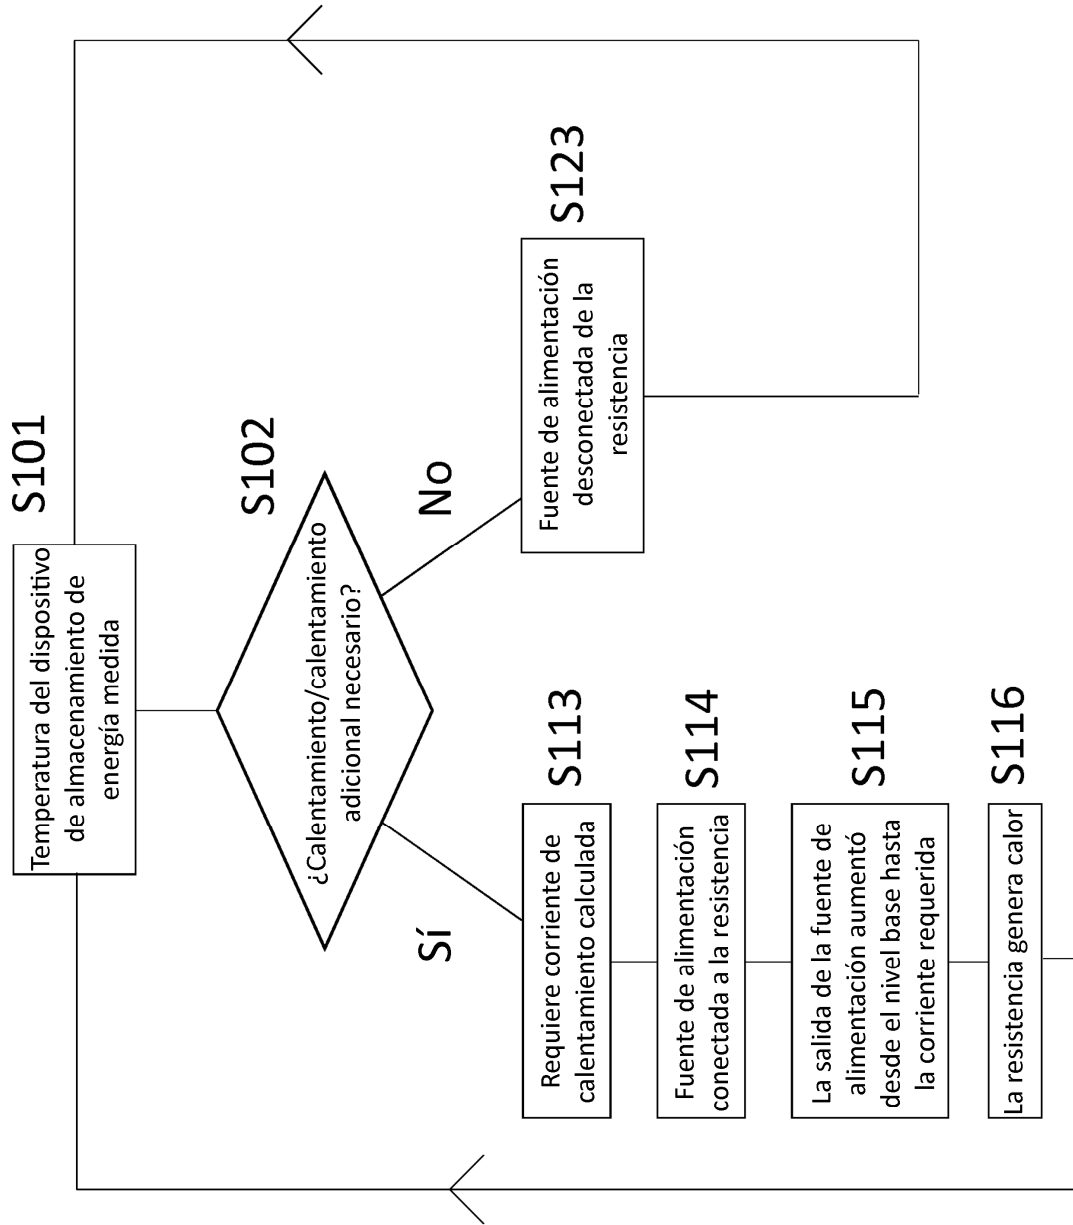 S101
Temperatura del dispositivo
de almacenamiento de
energía medida
S102
¿Calentamiento/calentamiento
adicional necesario?
Sí
No
S113
Requiere corriente de
calentamiento calculada
S123
Fuente de alimentación
desconectada de la
resistencia
S114
Fuente de alimentación
conectada a la resistencia
S115
La salida de la fuente de
alimentación aumentó
desde el nivel base hasta
la corriente requerida
S116
La resistencia genera calor